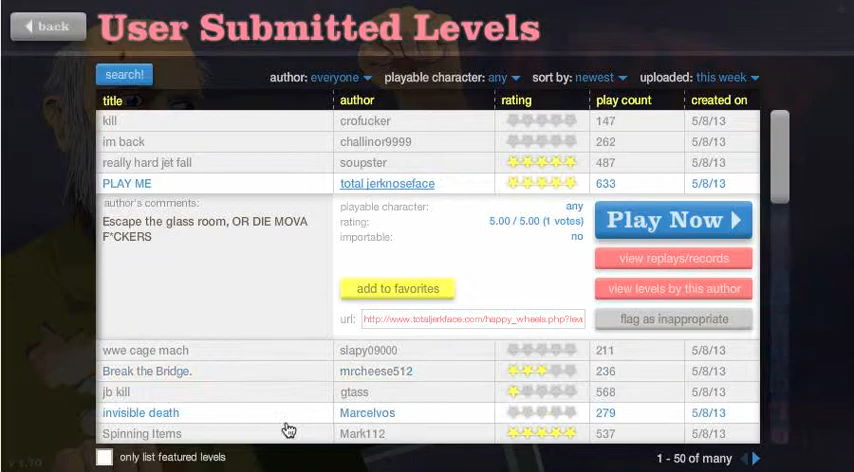 back
User Submitted Levels
search!
author: everyone playable character: any sort by: newest uploaded: this week
title author rating play count created on
kill crofucker 147 5/8/13
im back challinor9999 262 5/8/13
really hard jet fall soupster 487 5/8/13
PLAY ME total jerknoseface 633 5/8/13
author's comments:
Escape the glass room, OR DIE MOVA
F*CKERS
playable character: any
rating: 5.00 / 5.00 (1 votes)
importable: no
add to favorites
url: http://www.totaljerkface.com/happy_wheels.php?lev
Play Now
view replays/records
view levels by this author
flag as inappropriate
wwe cage mach slapy09000 211 5/8/13
Break the Bridge. mrcheese512 236 5/8/13
jb kill gtass 568 5/8/13
invisible death Marcelvos 279 5/8/13
Spinning Items Mark112 537 5/8/13
only list featured levels 1 - 50 of many